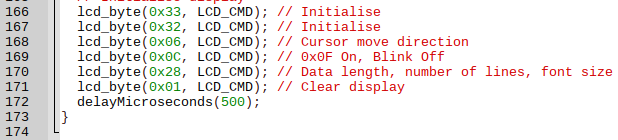 166 lcd_byte(0x33, LCD_CMD); // Initialise
167 lcd_byte(0x32, LCD_CMD); // Initialise
168 lcd_byte(0x06, LCD_CMD); // Cursor move direction
169 lcd_byte(0x0C, LCD_CMD); // 0x0F On, Blink Off
170 lcd_byte(0x28, LCD_CMD); // Data length, number of lines, font size
171 lcd_byte(0x01, LCD_CMD); // Clear display
172 delayMicroseconds(500);
173 }
174